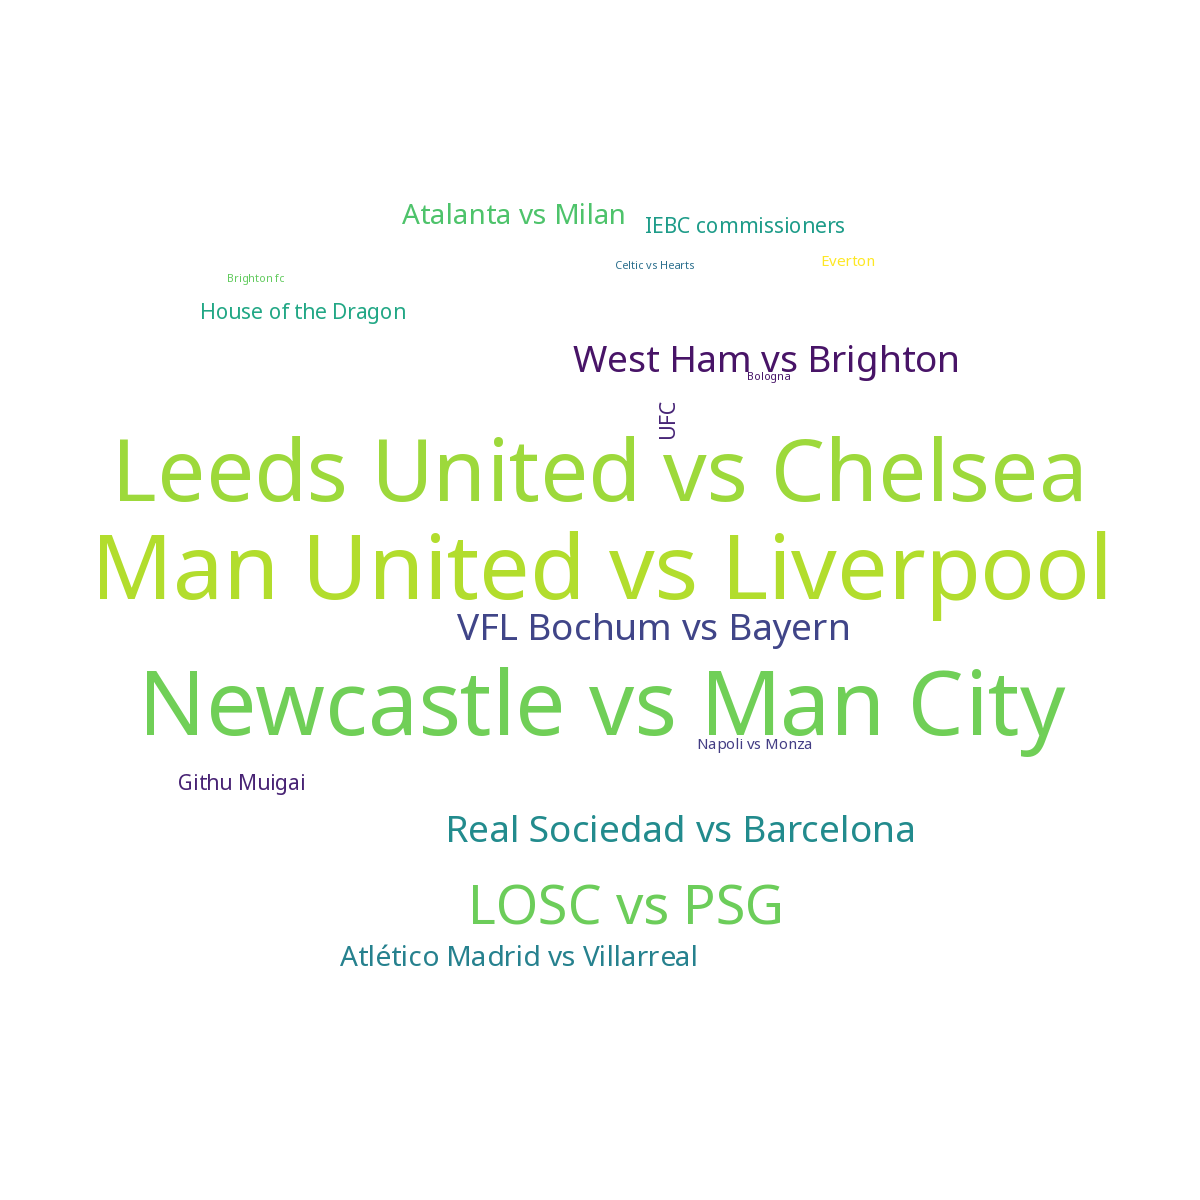 Atalanta vs Milan
IEBC commissioners
Celtic vs Hearts
Everton
Brighton fc
House of the Dragon
West Ham vs Brighton
Bologna
UFC
Leeds United vs Chelsea
Man United vs Liverpool
VFL Bochum vs Bayern
Newcastle vs Man City
Napoli vs Monza
Githu Muigai
Real Sociedad vs Barcelona
LOSC vs PSG
Atlético Madrid vs Villarreal